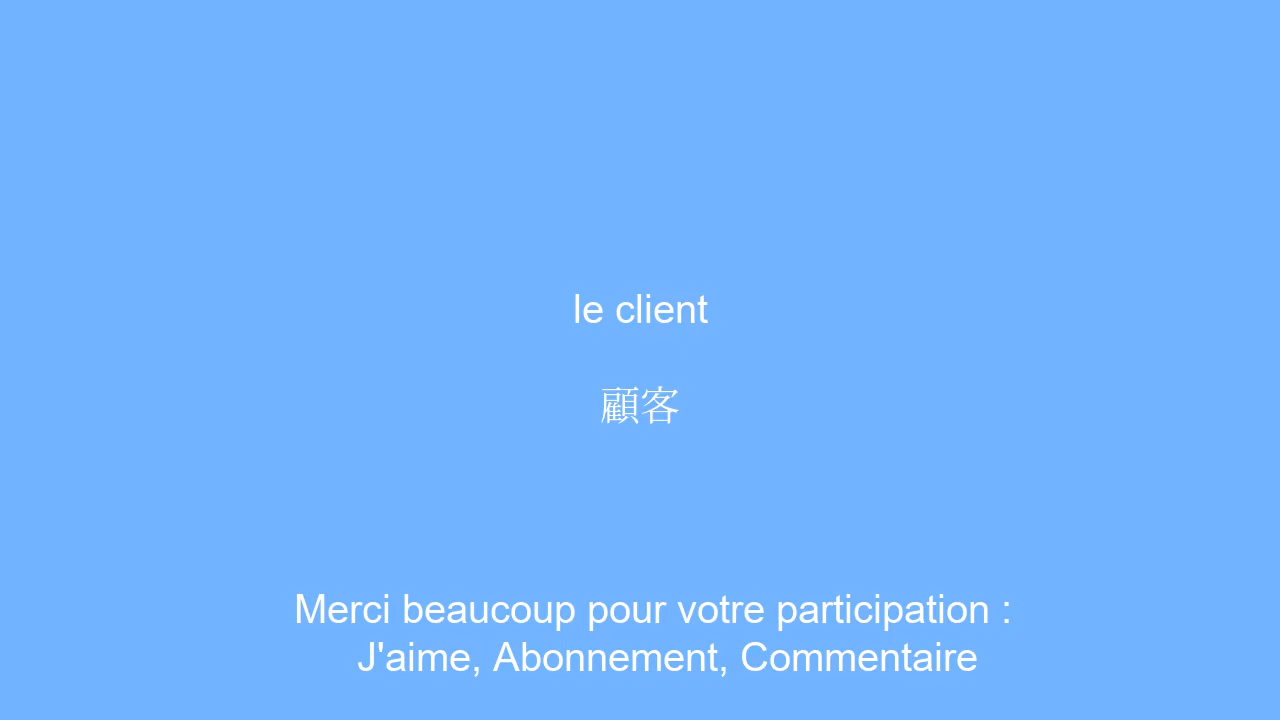 le client
顧客
Merci beaucoup pour votre participation :
J'aime, Abonnement, Commentaire